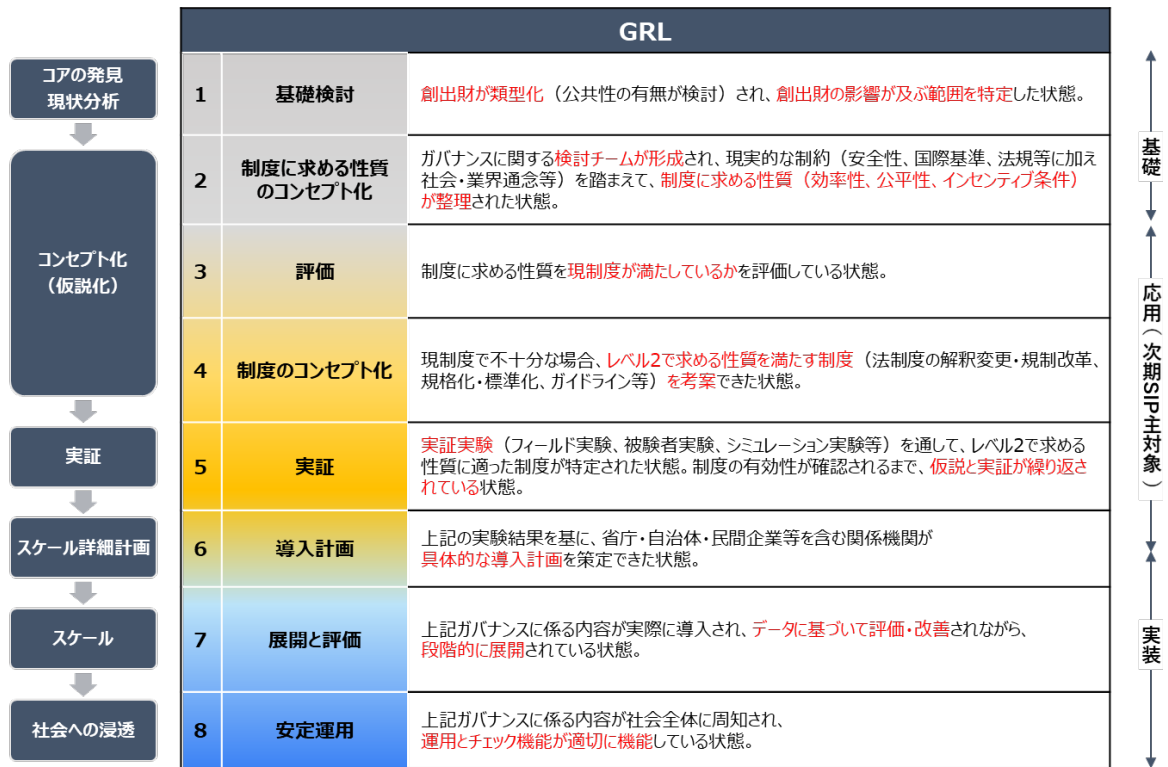 GRL
コアの発見
現状分析
コンセプト化
（仮説化）
実証
スケール詳細計画
スケール
社会への浸透
1
基礎検討
創出財が類型化（公共性の有無が検討）され、創出財の影響が及ぶ範囲を特定した状態。
2
制度に求める性質
のコンセプト化
ガバナンスに関する検討チームが形成され、現実的な制約（安全性、国際基準、法規等に加え
社会・業界通念等）を踏まえて、制度に求める性質（効率性、公平性、インセンティブ条件）
が整理された状態。
3
評価
制度に求める性質を現制度が満たしているかを評価している状態。
4
制度のコンセプト化
現制度で不十分な場合、レベル2で求める性質を満たす制度（法制度の解釈変更・規制改革、
規格化・標準化、ガイドライン等）を考案できた状態。
5
実証
実証実験（フィールド実験、被験者実験、シミュレーション実験等）を通して、レベル2で求める
性質に適った制度が特定された状態。制度の有効性が確認されるまで、仮説と実証が繰り返さ
れている状態。
6
導入計画
上記の実験結果を基に、省庁・自治体・民間企業等を含む関係機関が
具体的な導入計画を策定できた状態。
7
展開と評価
上記ガバナンスに係る内容が実際に導入され、データに基づいて評価・改善されながら、
段階的に展開されている状態。
8
安定運用
上記ガバナンスに係る内容が社会全体に周知され、
運用とチェック機能が適切に機能している状態。
基礎
応用（次期SIP主対象）
実装